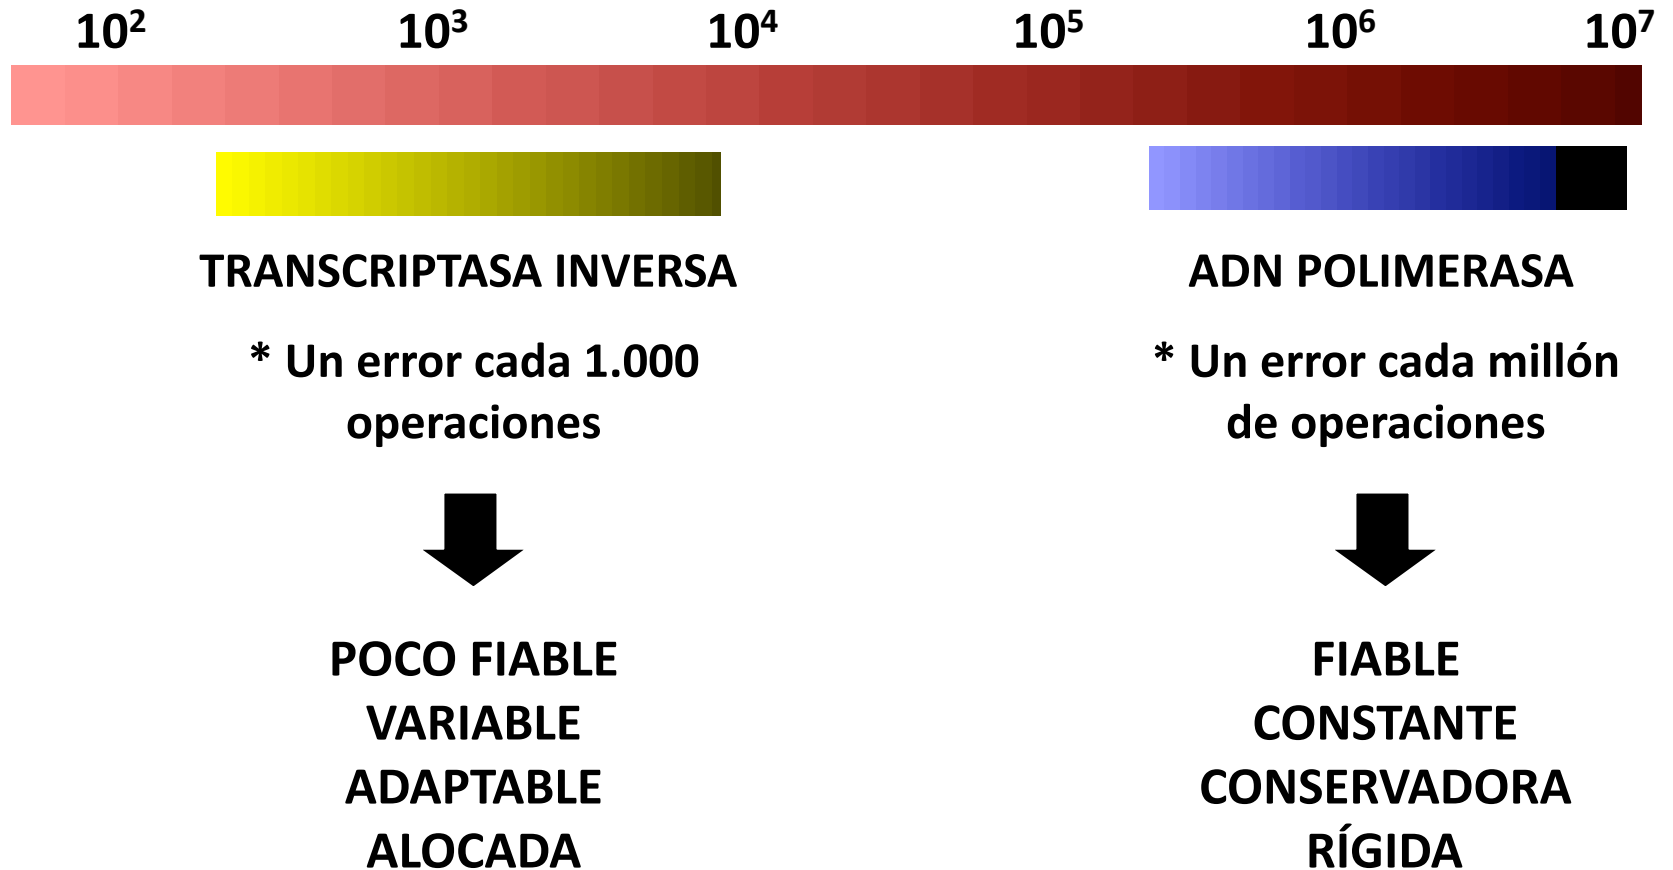 10² 10³ 10⁴ 10⁵ 10⁶ 10⁷
TRANSCRIPTASA INVERSA
* Un error cada 1.000
operaciones
POCO FIABLE
VARIABLE
ADAPTABLE
ALOCADA
ADN POLIMERASA
* Un error cada millón
de operaciones
FIABLE
CONSTANTE
CONSERVADORA
RÍGIDA